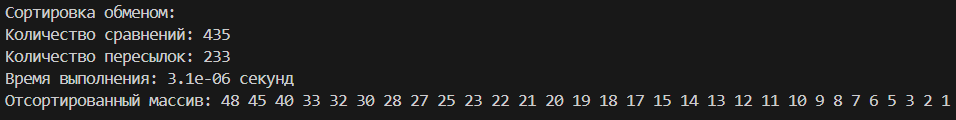 Сортировка обменом:
Количество сравнений: 435
Количество пересылок: 233
Время выполнения: 3.1e-06 секунд
Отсортированный массив: 48 45 40 33 32 30 28 27 25 23 22 21 20 19 18 17 15 14 13 12 11 10 9 8 7 6 5 3 2 1